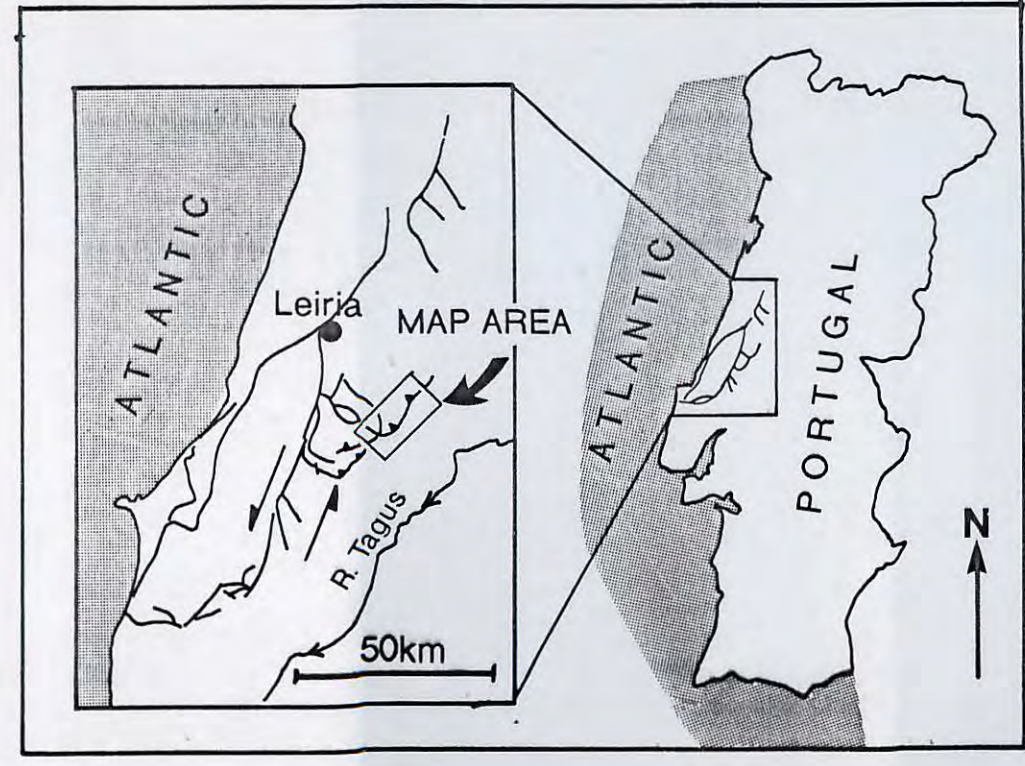 ATLANTIC
Leiria
MAP AREA
R. Tagus
50km
ATLANTIC
PORTUGAL
N